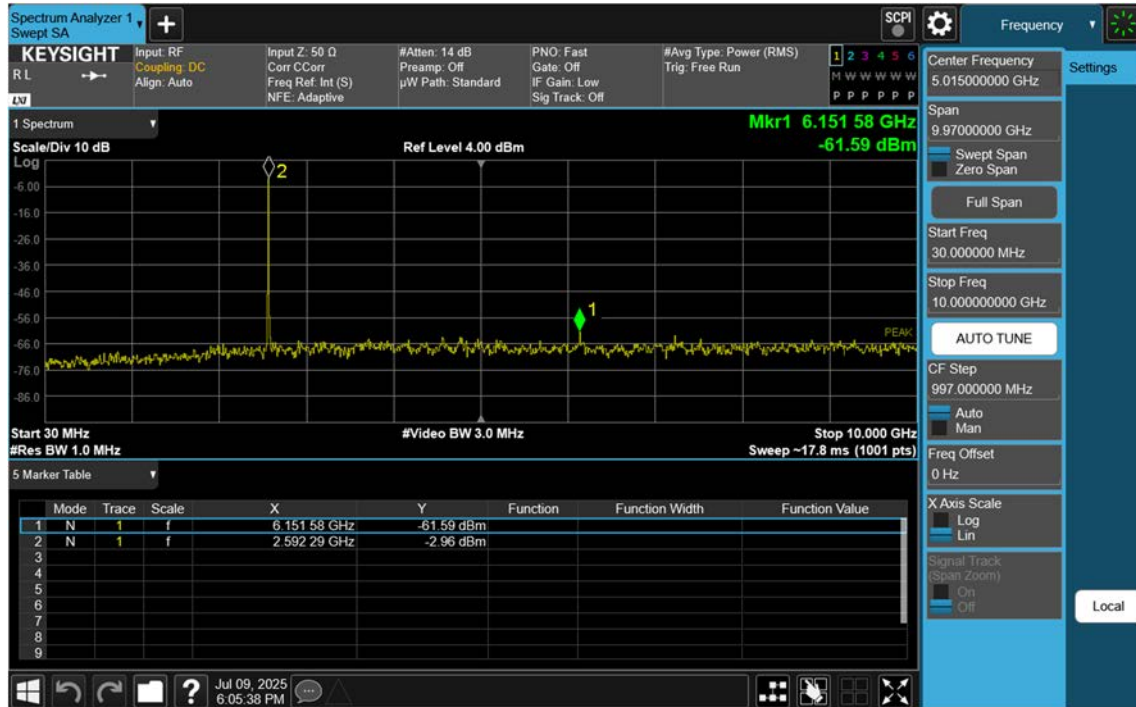 Spectrum Analyzer 1
Swept SA
SCPI
Frequency
KEYSIGHT
R L
LXI
Input: RF
Coupling: DC
Align: Auto
Input Z: 50 Ω
Corr CCorr
Freq Ref: Int (S)
NFE: Adaptive
#Atten: 14 dB
Preamp: Off
µW Path: Standard
PNO: Fast
Gate: Off
IF Gain: Low
Sig Track: Off
#Avg Type: Power (RMS)
Trig: Free Run
1 2 3 4 5 6
M W W W W W
P P P P P P
1 Spectrum
Scale/Div 10 dB
Ref Level 4.00 dBm
Mkr1 6.151 58 GHz
-61.59 dBm
Log
2
-6.00
-16.0
-26.0
-36.0
-46.0
1
-56.0
PEAK
-66.0
-76.0
-86.0
Start 30 MHz
#Video BW 3.0 MHz
Stop 10.000 GHz
#Res BW 1.0 MHz
Sweep ~17.8 ms (1001 pts)
5 Marker Table
Mode Trace Scale X Y Function Function Width Function Value
1 N 1 f 6.151 58 GHz -61.59 dBm
2 N 1 f 2.592 29 GHz -2.96 dBm
3
4
5
6
7
8
9
Jul 09, 2025
6:05:38 PM
?
Center Frequency
5.015000000 GHz
Settings
Span
9.97000000 GHz
Swept Span
Zero Span
Full Span
Start Freq
30.000000 MHz
Stop Freq
10.000000000 GHz
AUTO TUNE
CF Step
997.000000 MHz
Auto
Man
Freq Offset
0 Hz
X Axis Scale
Log
Lin
Signal Track
(Span Zoom)
On
Off
Local